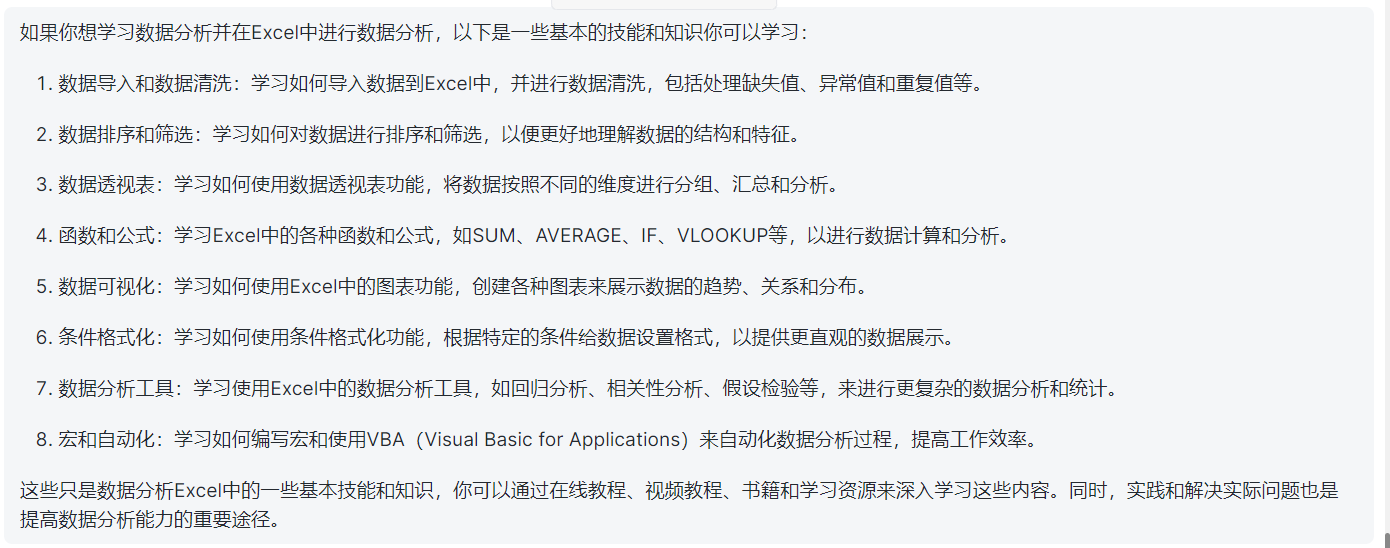 如果你想学习数据分析并在Excel中进行数据分析，以下是一些基本的技能和知识你可以学习：
1. 数据导入和数据清洗：学习如何导入数据到Excel中，并进行数据清洗，包括处理缺失值、异常值和重复值等。
2. 数据排序和筛选：学习如何对数据进行排序和筛选，以便更好地理解数据的结构和特征。
3. 数据透视表：学习如何使用数据透视表功能，将数据按照不同的维度进行分组、汇总和分析。
4. 函数和公式：学习Excel中的各种函数和公式，如SUM、AVERAGE、IF、VLOOKUP等，以进行数据计算和分析。
5. 数据可视化：学习如何使用Excel中的图表功能，创建各种图表来展示数据的趋势、关系和分布。
6. 条件格式化：学习如何使用条件格式化功能，根据特定的条件给数据设置格式，以提供更直观的数据展示。
7. 数据分析工具：学习使用Excel中的数据分析工具，如回归分析、相关性分析、假设检验等，来进行更复杂的数据分析和统计。
8. 宏和自动化：学习如何编写宏和使用VBA（Visual Basic for Applications）来自动化数据分析过程，提高工作效率。
这些只是数据分析Excel中的一些基本技能和知识，你可以通过在线教程、视频教程、书籍和学习资源来深入学习这些内容。同时，实践和解决实际问题也是
提高数据分析能力的重要途径。